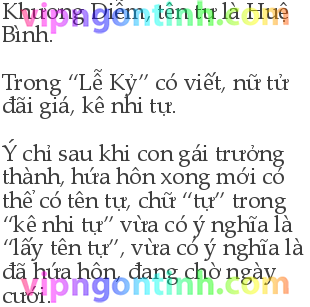 Khương Diễm, tên tự là Huệ
Bình.
Trong “Lễ Kỷ” có viết, nữ tử
đãi giá, kê nhi tự.
Ý chỉ sau khi con gái trưởng
thành, hứa hôn xong mới có
thể có tên tự, chữ “tự” trong
“kê nhi tự” vừa có ý nghĩa là
“lấy tên tự”, vừa có ý nghĩa là
đã hứa hôn, đang chờ ngày
cưới.
vipngontinh.com
vipngontinh.com